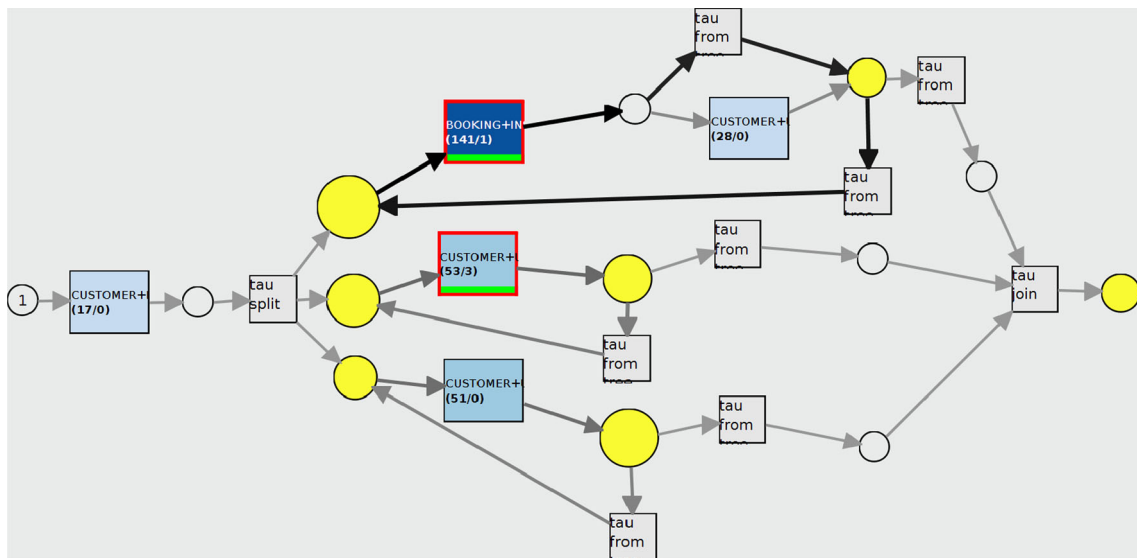 tau
from
tau
from
BOOKING+IN
(141/1)
CUSTOMER+
(28/0)
tau
from
tau
from
CUSTOMER+
(53/3)
1
CUSTOMER+
(17/0)
tau
split
tau
join
tau
from
tree
CUSTOMER+
(51/0)
tau
from
tau
from